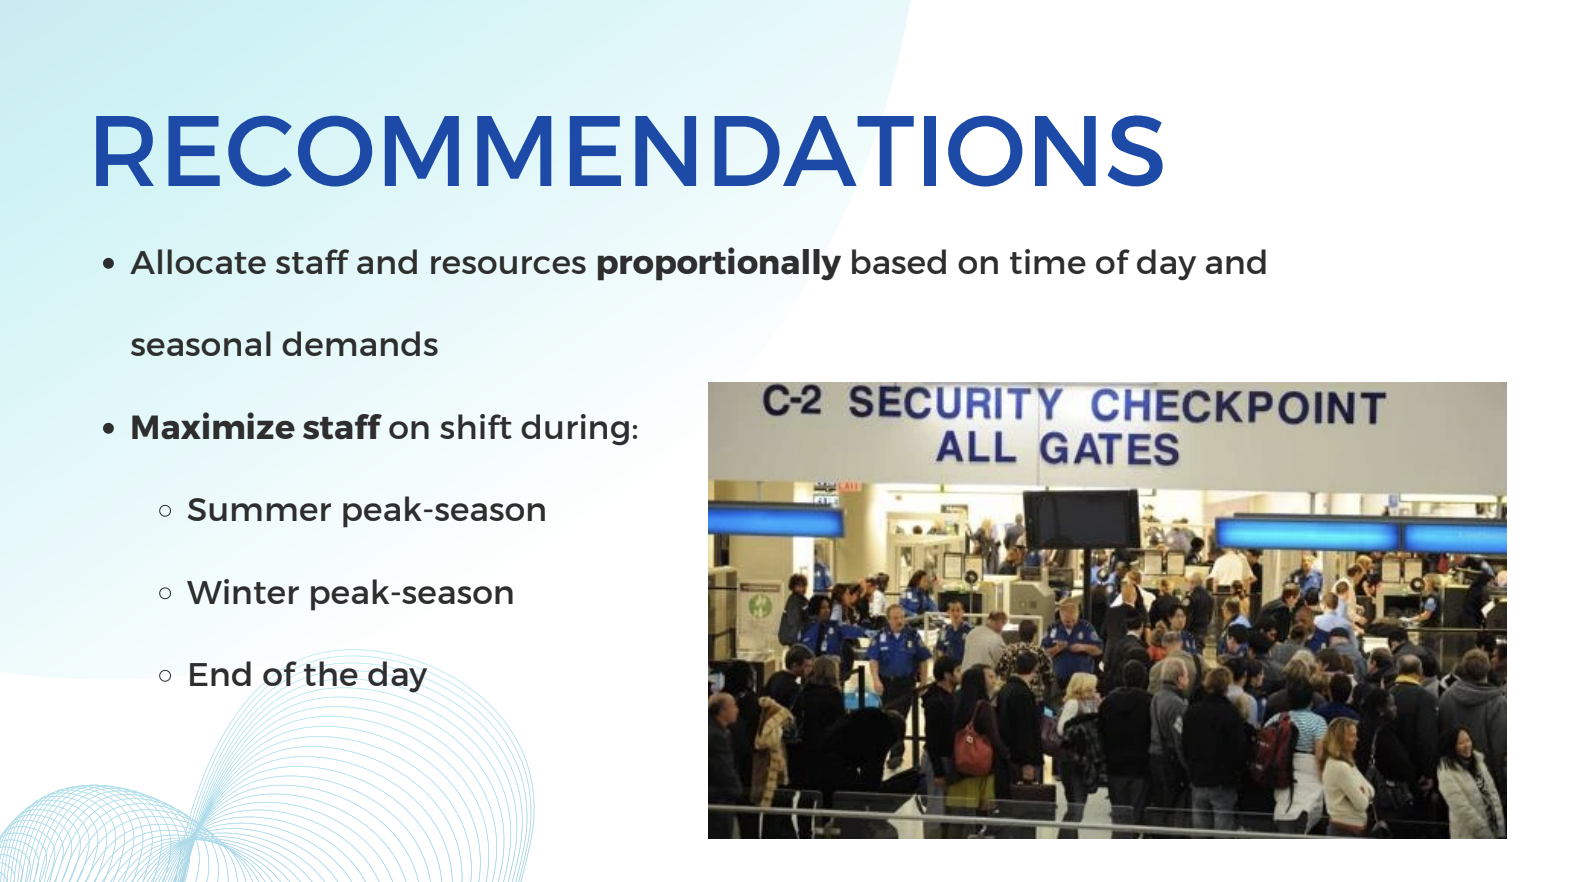 RECOMMENDATIONS
Allocate staff and resources proportionally based on time of day and
seasonal demands
Maximize staff on shift during:
Summer peak-season
Winter peak-season
End of the day
C-2 SECURITY CHECKPOINT
ALL GATES
EXIT